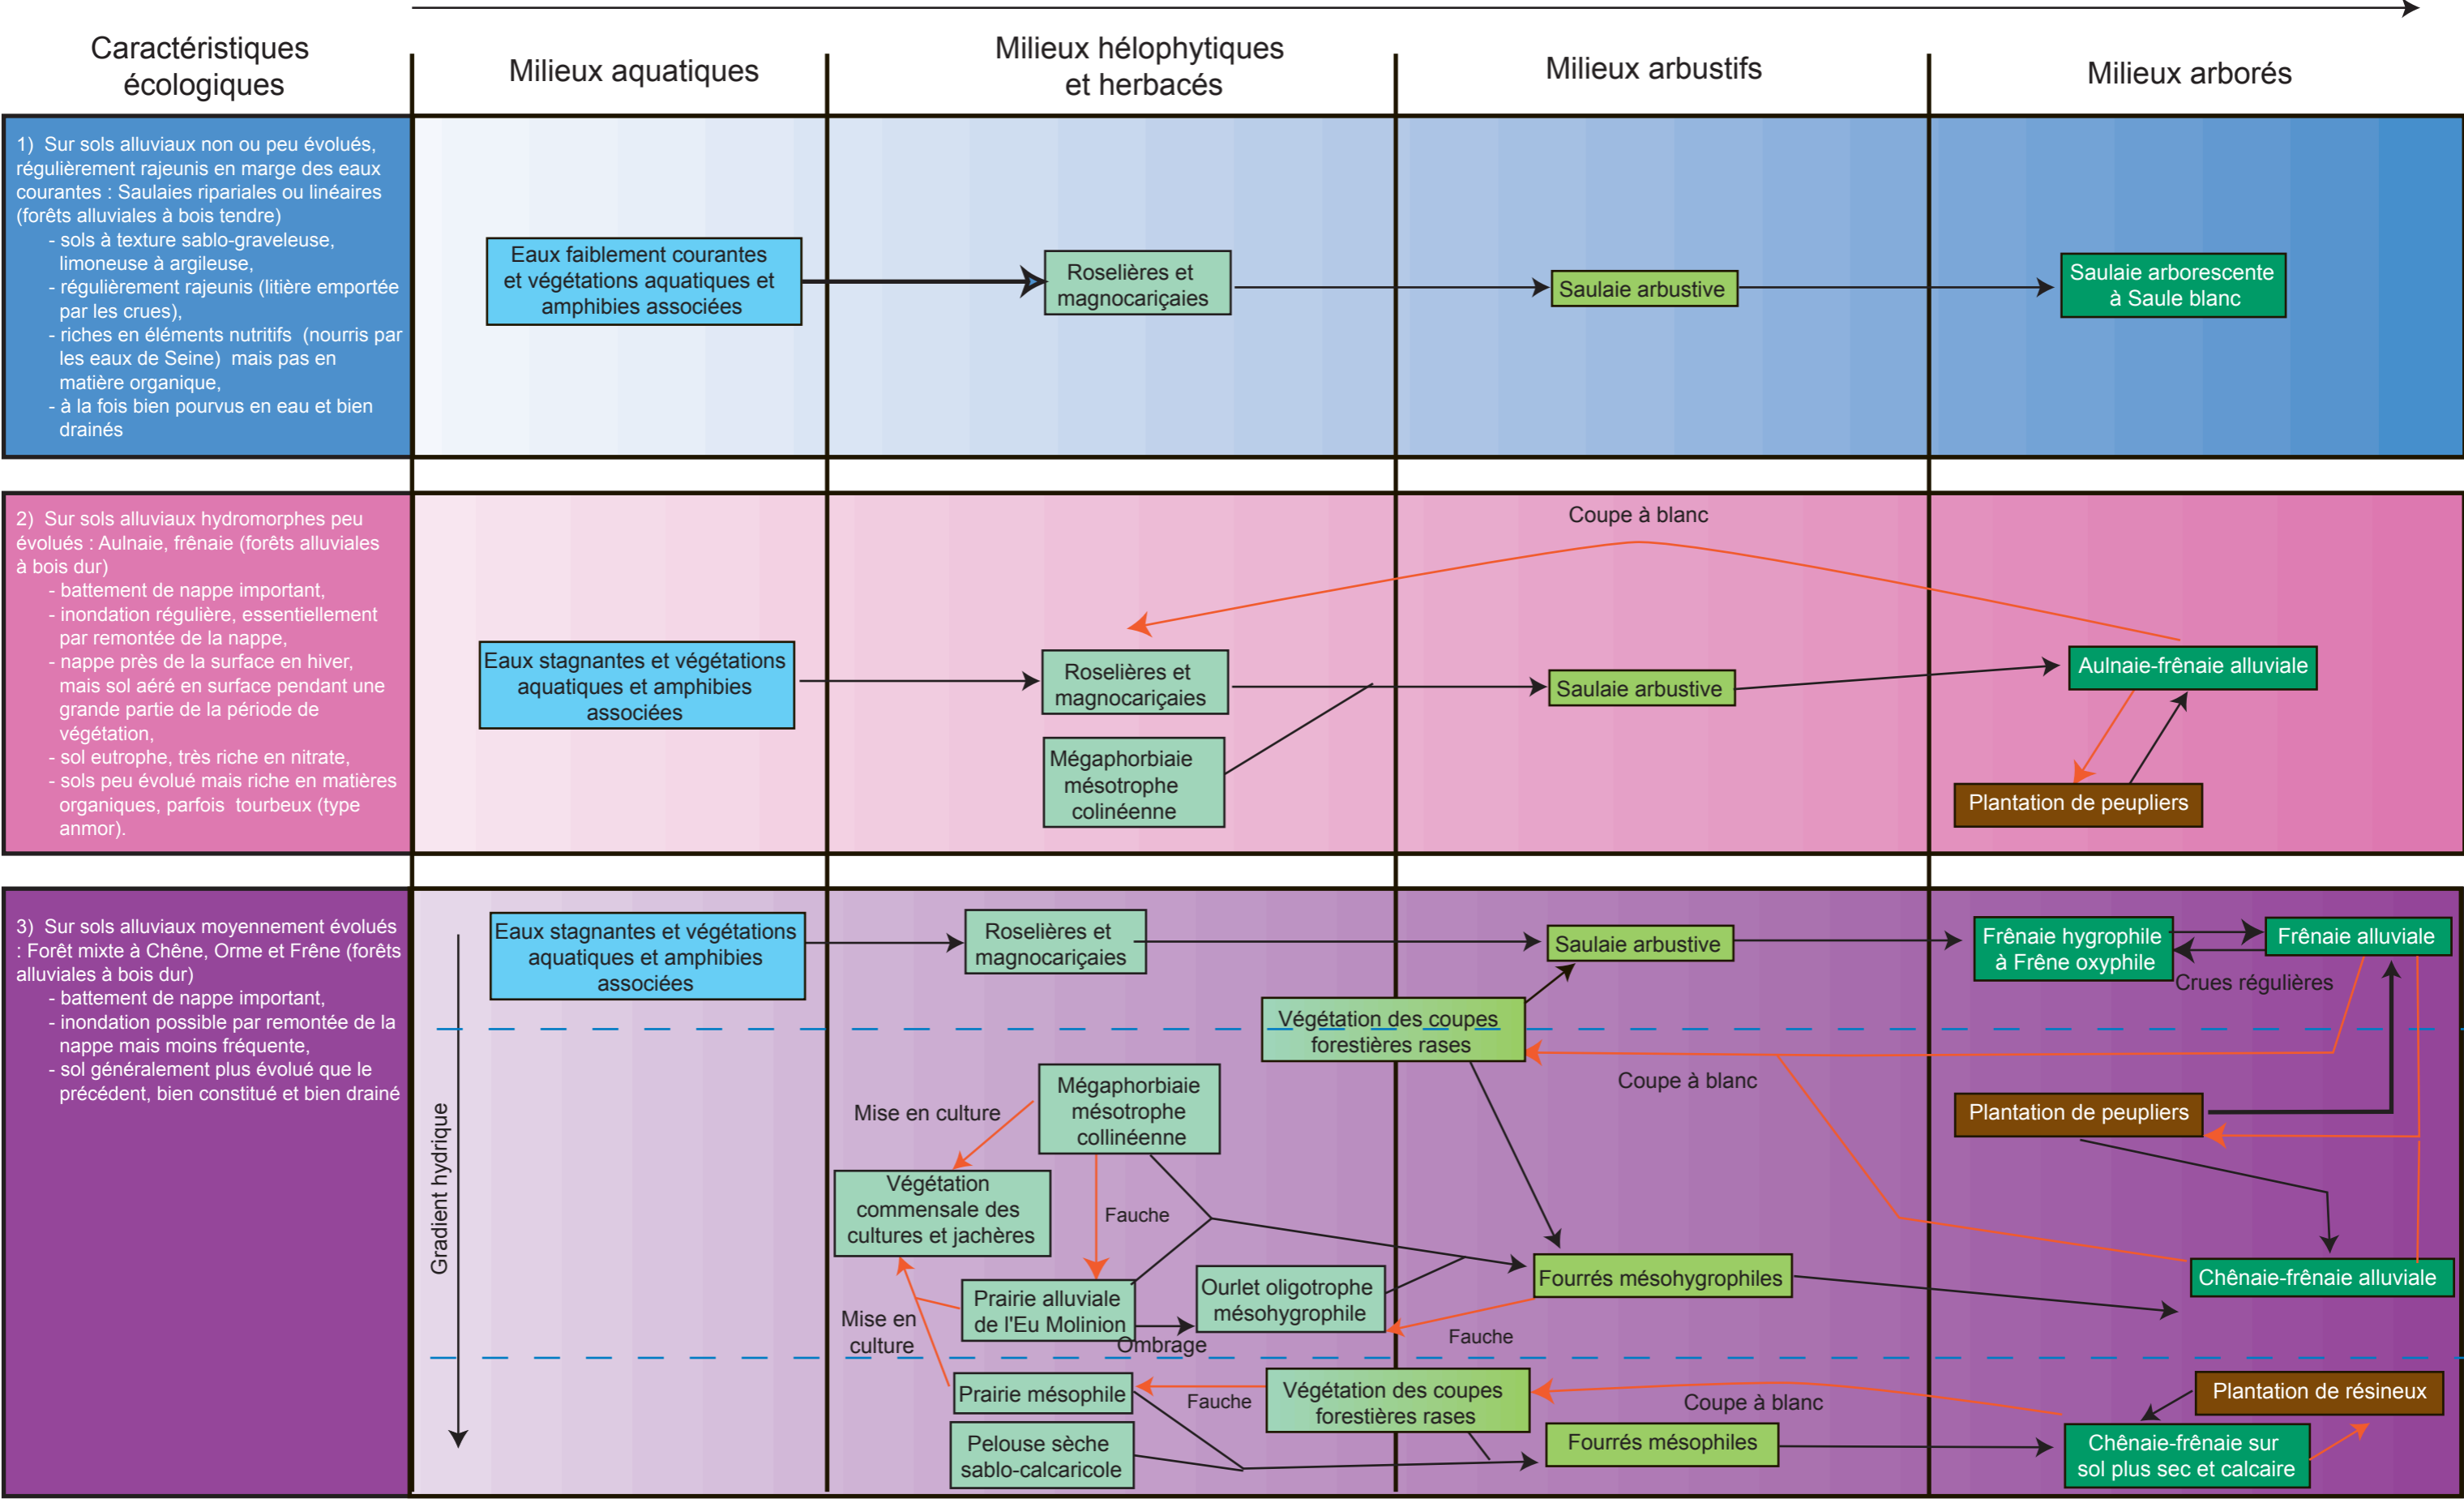 Caractéristiques
écologiques
Milieux aquatiques
Milieux hélophytiques
et herbacés
Milieux arbustifs
Milieux arborés
1) Sur sols alluviaux non ou peu évolués,
régulièrement rajeunis en marge des eaux
courantes : Saulaies ripariales ou linéaires
(forêts alluviales à bois tendre)
- sols à texture sablo-graveleuse,
limoneuse à argileuse,
- régulièrement rajeunis (litière emportée
par les crues),
- riches en éléments nutritifs (nourris par
les eaux de Seine) mais pas en
matière organique,
- à la fois bien pourvus en eau et bien
drainés
Eaux faiblement courantes
et végétations aquatiques et
amphibies associées
Roselières et
magnocariçaies
Saulaie arbustive
Saulaie arborescente
à Saule blanc
2) Sur sols alluviaux hydromorphes peu
évolués : Aulnaie, frênaie (forêts alluviales
à bois dur)
- battement de nappe important,
- inondation régulière, essentiellement
par remontée de la nappe,
- nappe près de la surface en hiver,
mais sol aéré en surface pendant une
grande partie de la période de
végétation,
- sol eutrophe, très riche en nitrate,
- sols peu évolué mais riche en matières
organiques, parfois tourbeux (type
anmor).
Coupe à blanc
Eaux stagnantes et végétations
aquatiques et amphibies
associées
Roselières et
magnocariçaies
Mégaphorbiaie
mésotrophe
colinéenne
Saulaie arbustive
Aulnaie-frênaie alluviale
Plantation de peupliers
3) Sur sols alluviaux moyennement évolués
: Forêt mixte à Chêne, Orme et Frêne (forêts
alluviales à bois dur)
- battement de nappe important,
- inondation possible par remontée de la
nappe mais moins fréquente,
- sol généralement plus évolué que le
précédent, bien constitué et bien drainé
Gradient hydrique
Eaux stagnantes et végétations
aquatiques et amphibies
associées
Roselières et
magnocariçaies
Saulaie arbustive
Frênaie hygrophile
à Frêne oxyphile
Frênaie alluviale
Crues régulières
Végétation des coupes
forestières rases
Coupe à blanc
Mégaphorbiaie
mésotrophe
collinéenne
Mise en culture
Plantation de peupliers
Végétation
commensale des
cultures et jachères
Fauche
Prairie alluviale
de l'Eu Molinion
Ombrage
Ourlet oligotrophe
mésohygrophile
Fourrés mésohygrophiles
Chênaie-frênaie alluviale
Mise en
culture
Fauche
Prairie mésophile
Fauche
Végétation des coupes
forestières rases
Coupe à blanc
Plantation de résineux
Pelouse sèche
sablo-calcaricole
Fourrés mésophiles
Chênaie-frênaie sur
sol plus sec et calcaire